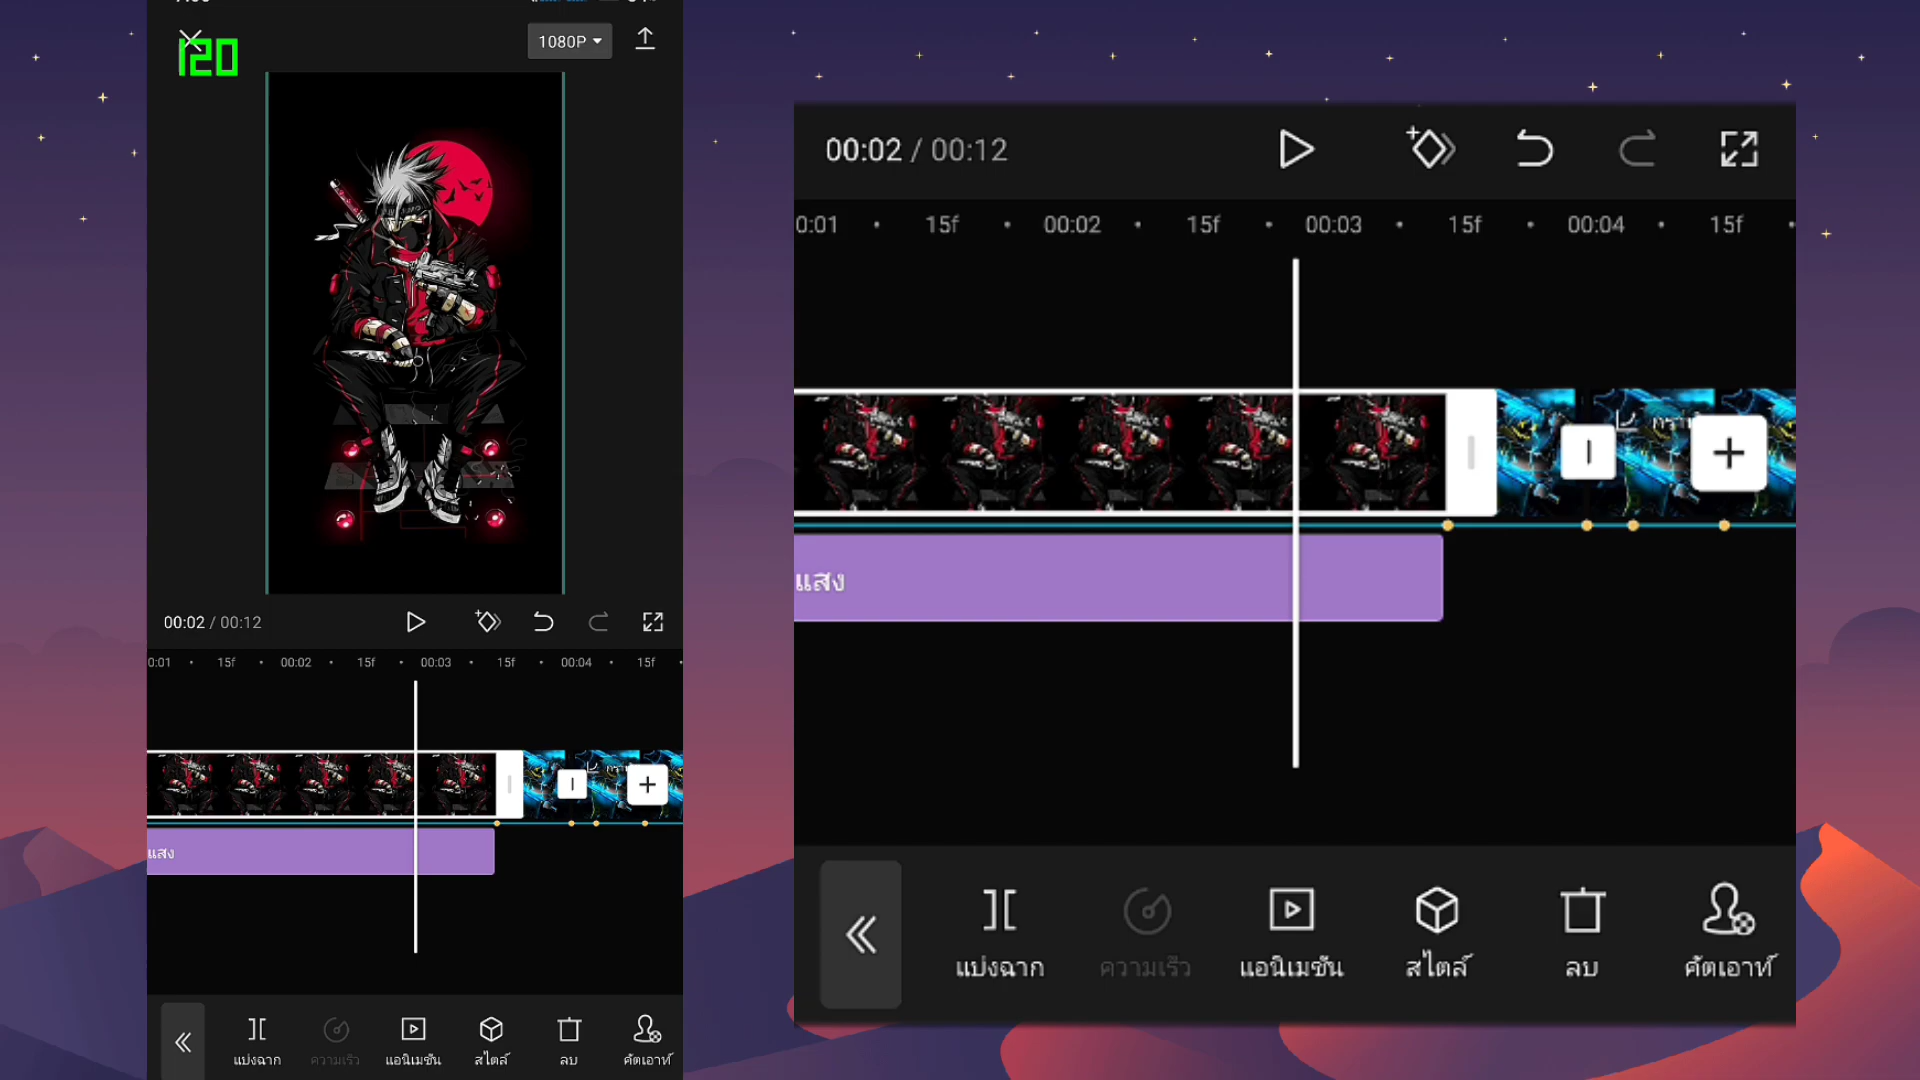 120
1080P
00:02 / 00:12
0:01 15f 00:02 15f 00:03 15f 00:04 15f
แสง
แบ่งฉาก ความเร็ว แอนิเมชัน สไตล์ ลบ คัตเอาท์
00:02 / 00:12
0:01 15f 00:02 15f 00:03 15f 00:04 15f
แสง
แบ่งฉาก ความเร็ว แอนิเมชัน สไตล์ ลบ คัตเอาท์